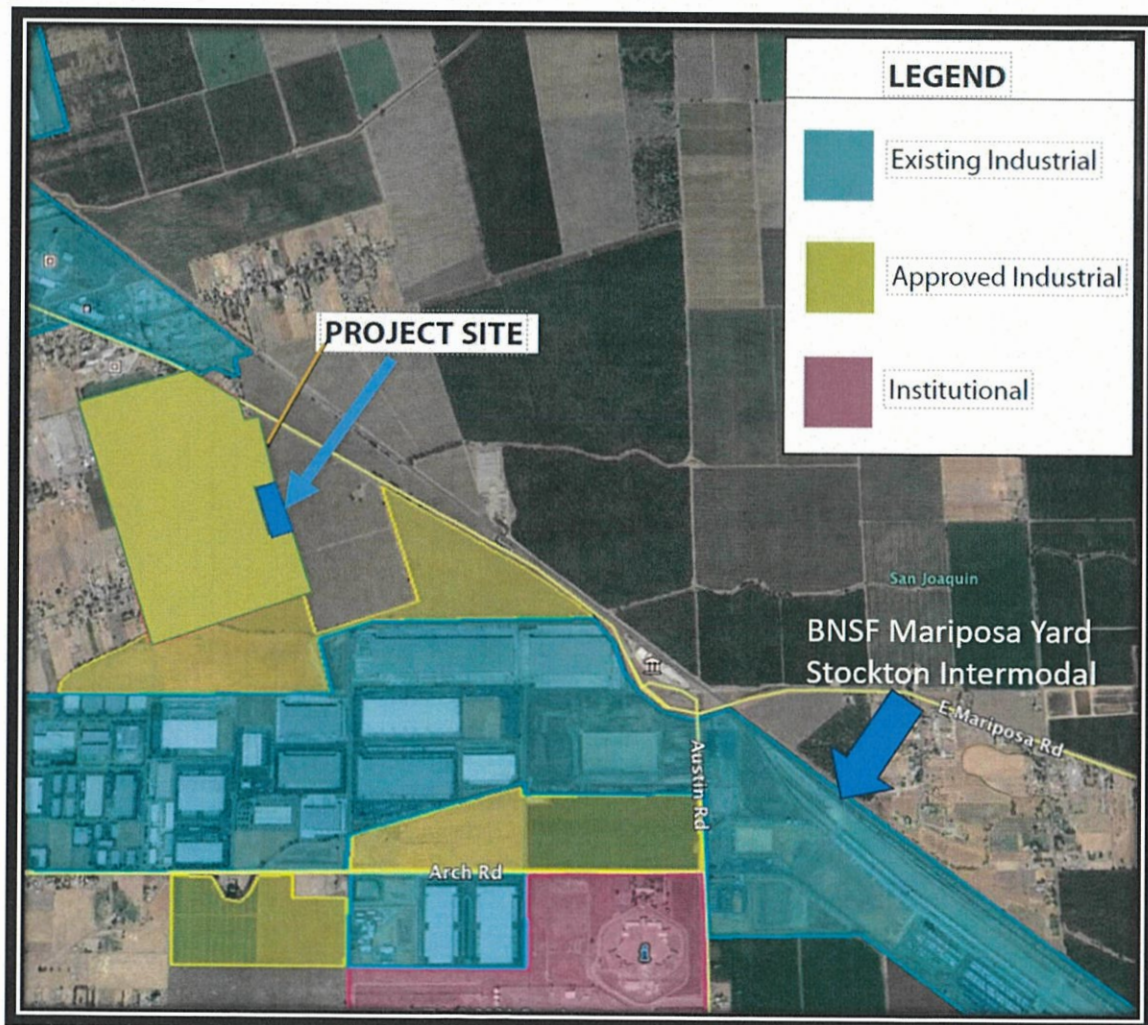 LEGEND
Existing Industrial
Approved Industrial
Institutional
PROJECT SITE
San Joaquin
BNSF Mariposa Yard
Stockton Intermodal
E Mariposa Rd
Austin Rd
Arch Rd